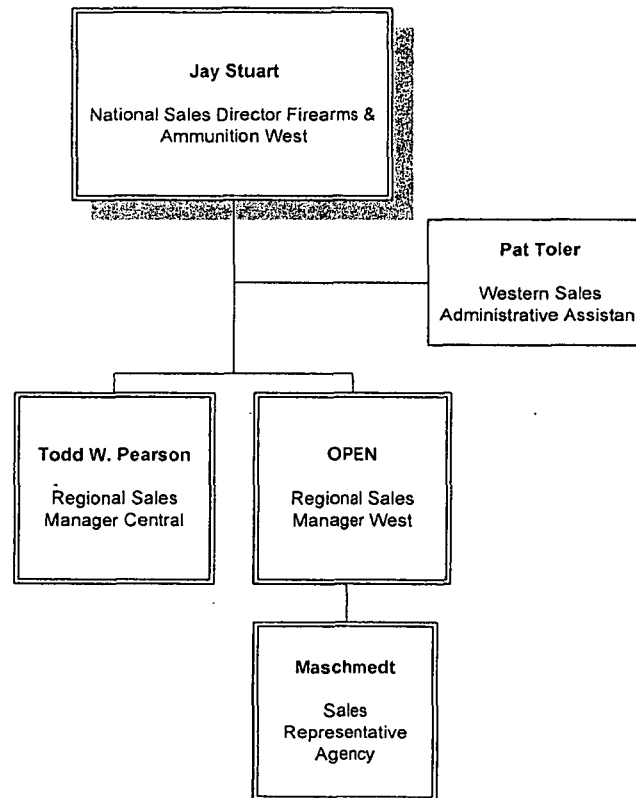 Jay Stuart
National Sales Director Firearms &
Ammunition West
Pat Toler
Western Sales
Administrative Assistan
Todd W. Pearson
Regional Sales
Manager Central
OPEN
Regional Sales
Manager West
Maschmedt
Sales
Representative
Agency